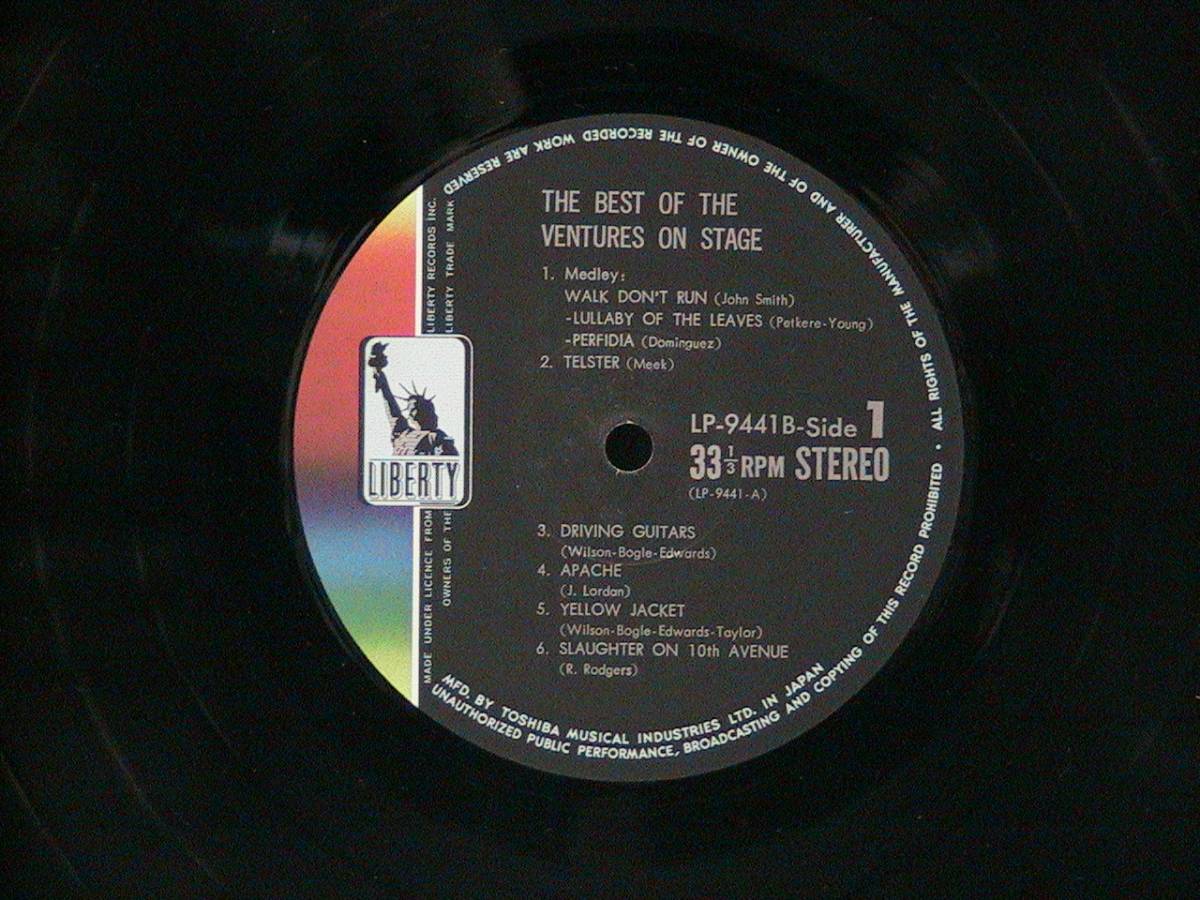 THE BEST OF THE
VENTURES ON STAGE
1. Medley:
WALK DON'T RUN (John Smith)
-LULLABY OF THE LEAVES (Petkere-Young)
-PERFIDIA (Dominguez)
2. TELSTER (Meek)
LP-9441B-Side 1
33 1/3 RPM STEREO
(LP-9441-A)
3. DRIVING GUITARS
(Wilson-Bogle-Edwards)
4. APACHE
(J. Lordan)
5. YELLOW JACKET
(Wilson-Bogle-Edwards-Taylor)
6. SLAUGHTER ON 10th AVENUE
(R. Rodgers)
LIBERTY
MADE UNDER LICENCE FROM LIBERTY RECORDS INC.
OWNERS OF THE LIBERTY TRADE MARK
MFD. BY TOSHIBA MUSICAL INDUSTRIES LTD. IN JAPAN
UNAUTHORIZED PUBLIC PERFORMANCE, BROADCASTING AND COPYING OF THIS RECORD PROHIBITED • ALL RIGHTS OF THE MANUFACTURER AND OF THE OWNER OF THE RECORDED WORK ARE RESERVED